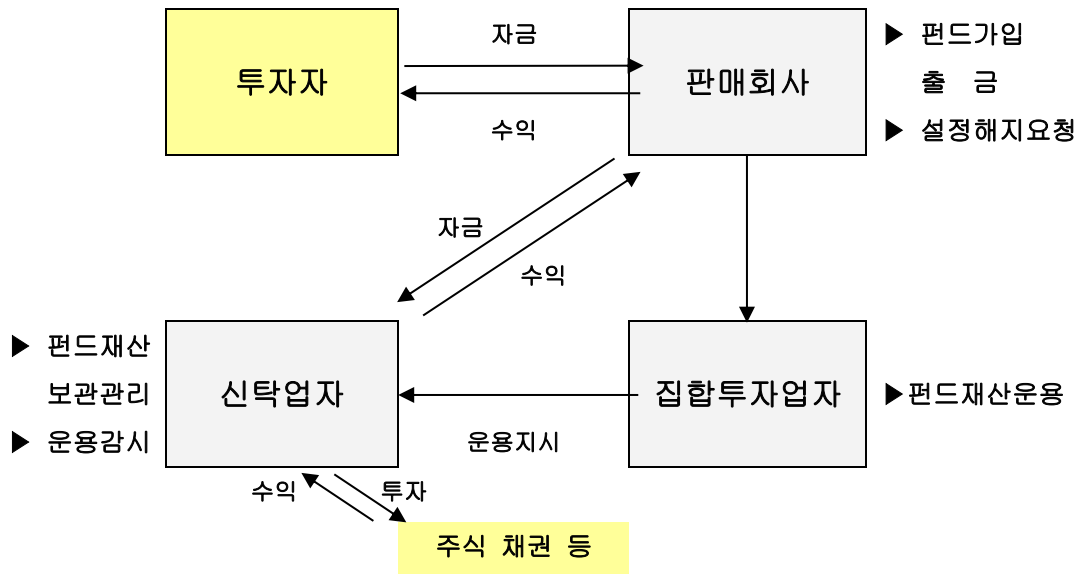 자금
▶ 펀드가입
투자자
판매회사
출 금
수익
▶ 설정해지요청
자금
수익
▶ 펀드재산
보관관리
신탁업자
집합투자업자
▶펀드재산운용
▶ 운용감시
운용지시
수익
투자
주식 채권 등